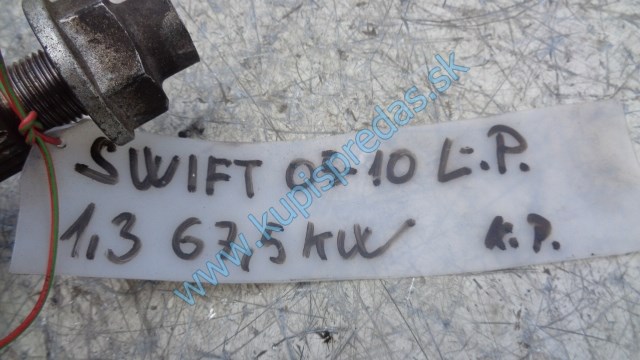 SWIFT 05-10 L.P.
1,3 67,5 KW K.P.
www.kupispredas.sk